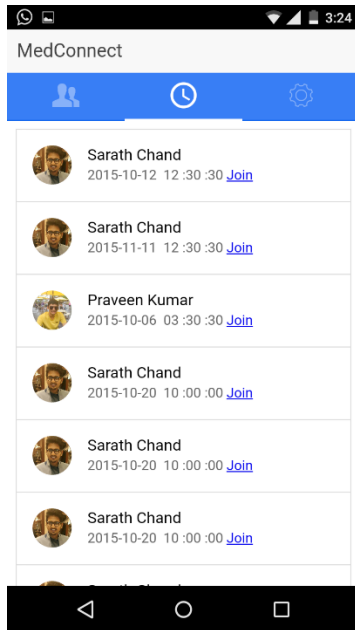 3:24
MedConnect
Sarath Chand
2015-10-12 12 :30 :30 Join
Sarath Chand
2015-11-11 12 :30 :30 Join
Praveen Kumar
2015-10-06 03 :30 :30 Join
Sarath Chand
2015-10-20 10 :00 :00 Join
Sarath Chand
2015-10-20 10 :00 :00 Join
Sarath Chand
2015-10-20 10 :00 :00 Join